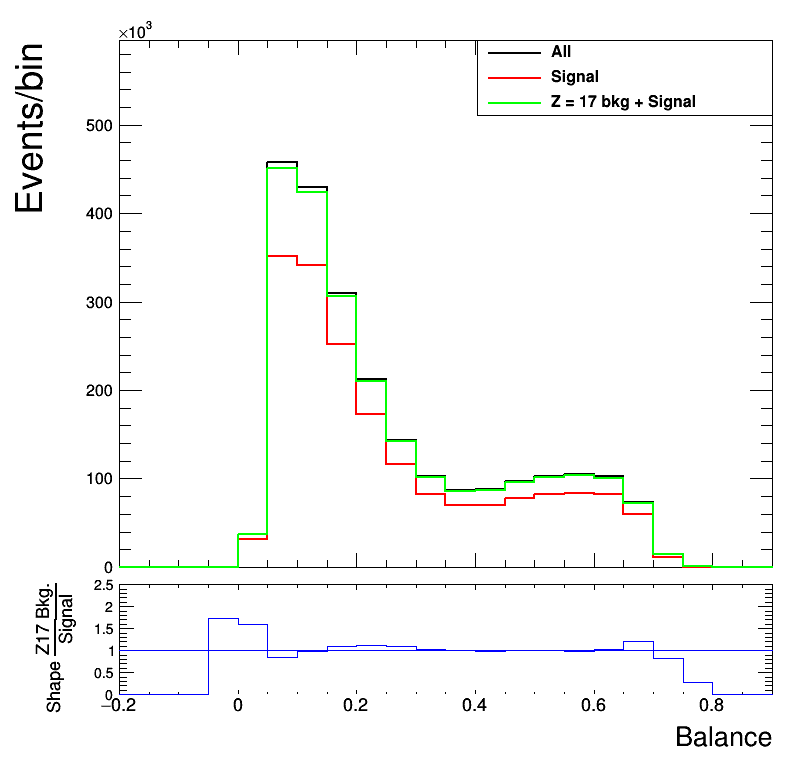 ×10³
Events/bin
All
Signal
Z = 17 bkg + Signal
500
400
300
200
100
0
Shape Z17 Bkg. / Signal
2.5
2
1.5
1
0.5
0
−0.2 0 0.2 0.4 0.6 0.8
Balance